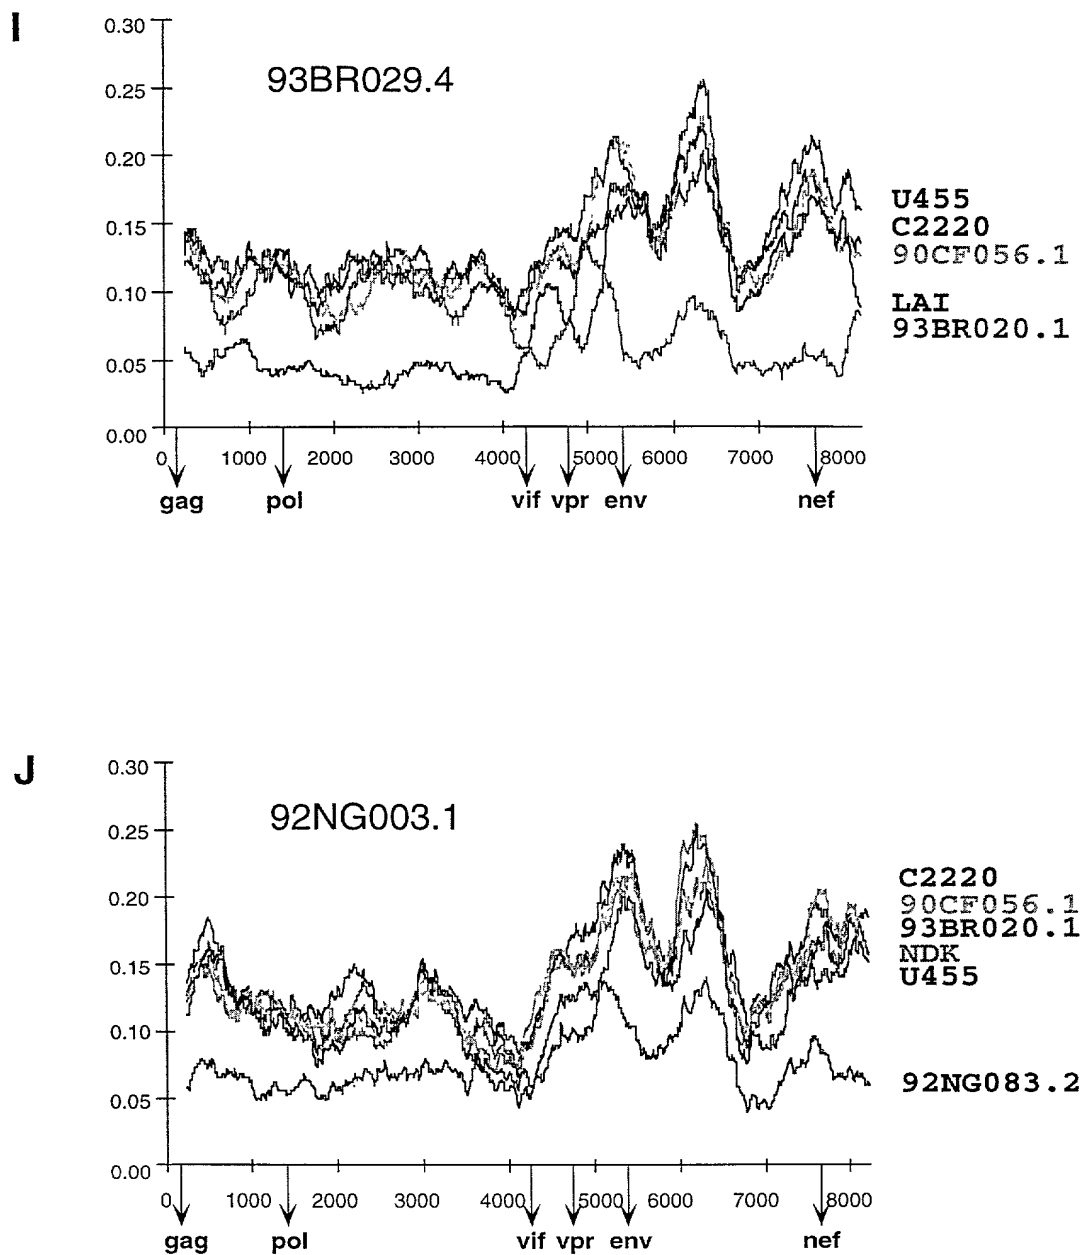 I
0.30
93BR029.4
0.25
0.20
U455
0.15
C2220
90CF056.1
0.10
LAI
93BR020.1
0.05
0.00
0 1000 2000 3000 4000 5000 6000 7000 8000
gag pol vif vpr env nef
J
0.30
92NG003.1
0.25
C2220
0.20
90CF056.1
93BR020.1
0.15
NDK
U455
0.10
92NG083.2
0.05
0.00
0 1000 2000 3000 4000 5000 6000 7000 8000
gag pol vif vpr env nef